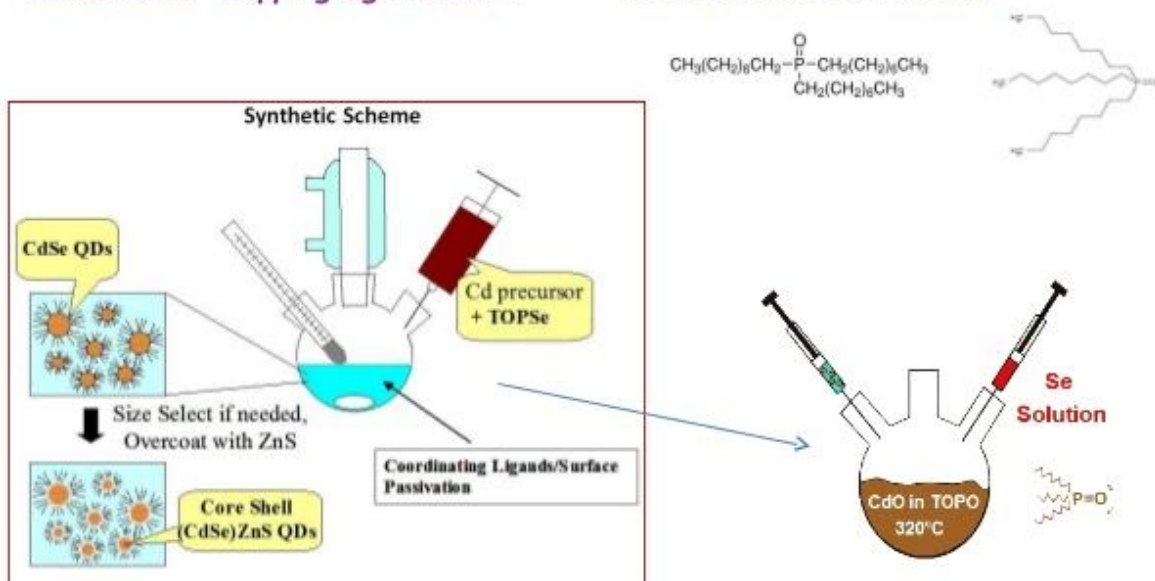 CH₃(CH₂)₆CH₂–P–CH₂(CH₂)₆CH₃
O
CH₂(CH₂)₆CH₃
Synthetic Scheme
CdSe QDs
Cd precursor
+ TOPSe
Size Select if needed,
Overcoat with ZnS
Coordinating Ligands/Surface
Passivation
Core Shell
(CdSe)ZnS QDs
Se
Solution
CdO in TOPO
320°C
P=O